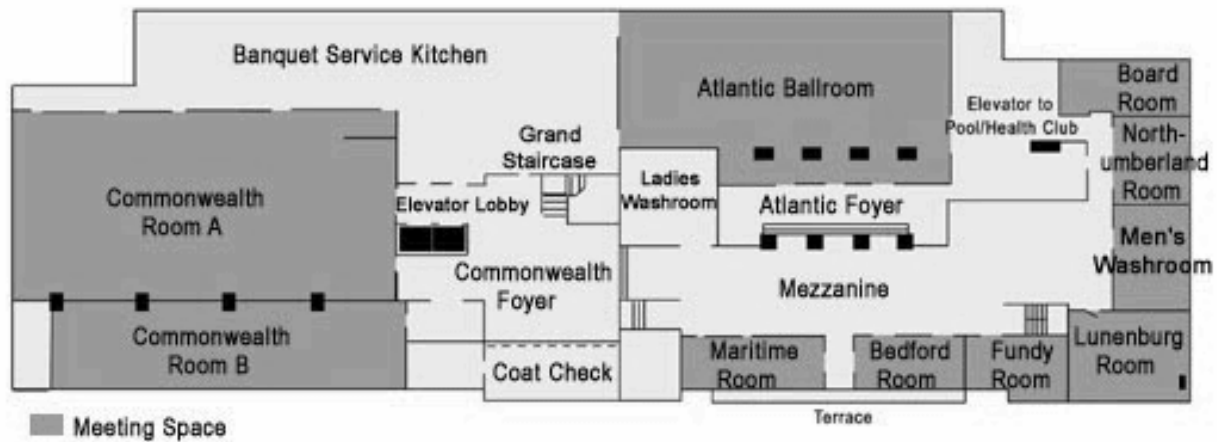 Banquet Service Kitchen
Atlantic Ballroom
Board
Room
Elevator to
Pool/Health Club
North-
umberland
Room
Grand
Staircase
Ladies
Washroom
Commonwealth
Room A
Elevator Lobby
Atlantic Foyer
Men's
Washroom
Commonwealth
Foyer
Mezzanine
Commonwealth
Room B
Coat Check
Maritime
Room
Bedford
Room
Fundy
Room
Lunenburg
Room
Terrace
Meeting Space